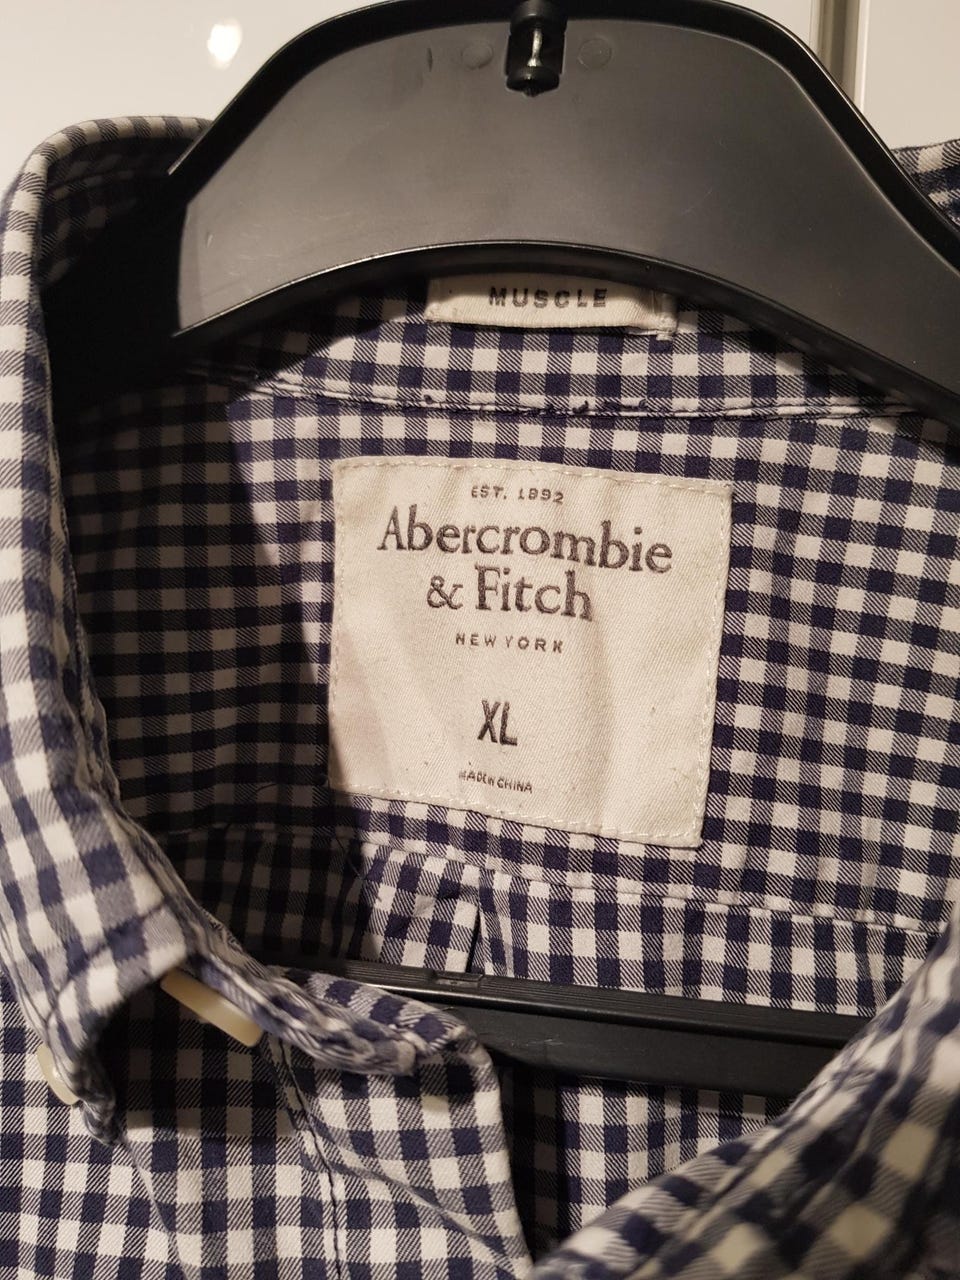 MUSCLE
EST. 1892
Abercrombie
& Fitch
NEW YORK
XL
MADE IN CHINA